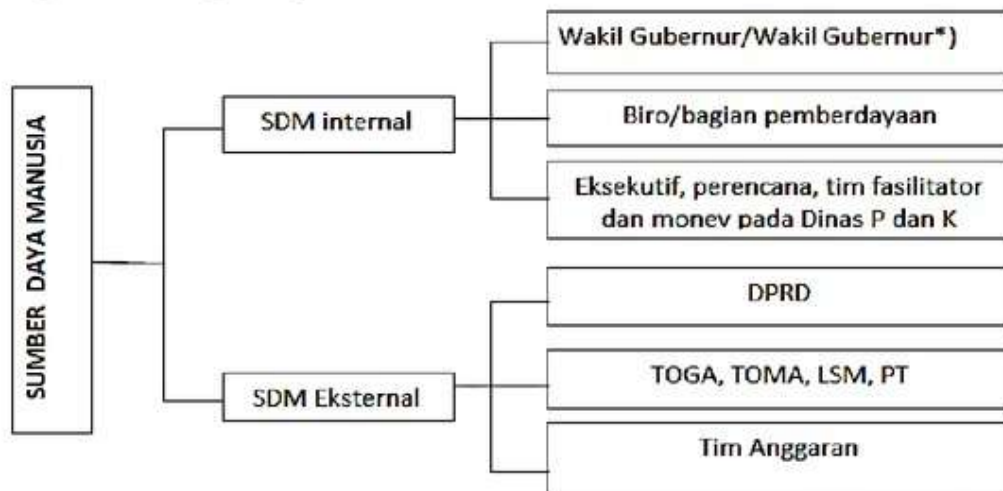 SUMBER DAYA MANUSIA
SDM internal
Wakil Gubernur/Wakil Gubernur*)
Biro/bagian pemberdayaan
Eksekutif, perencana, tim fasilitator
dan monev pada Dinas P dan K
SDM Eksternal
DPRD
TOGA, TOMA, LSM, PT
Tim Anggaran